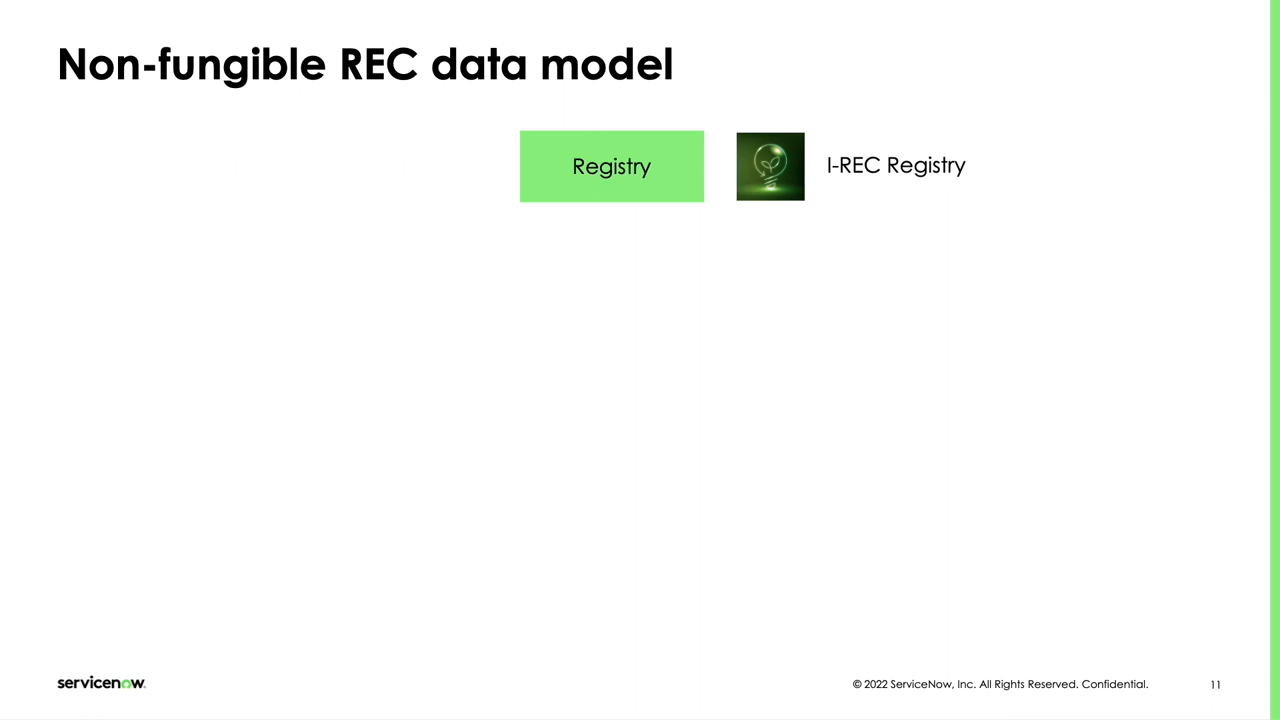 Non-fungible REC data model
Registry
I-REC Registry
servicenow.
© 2022 ServiceNow, Inc. All Rights Reserved. Confidential.
11